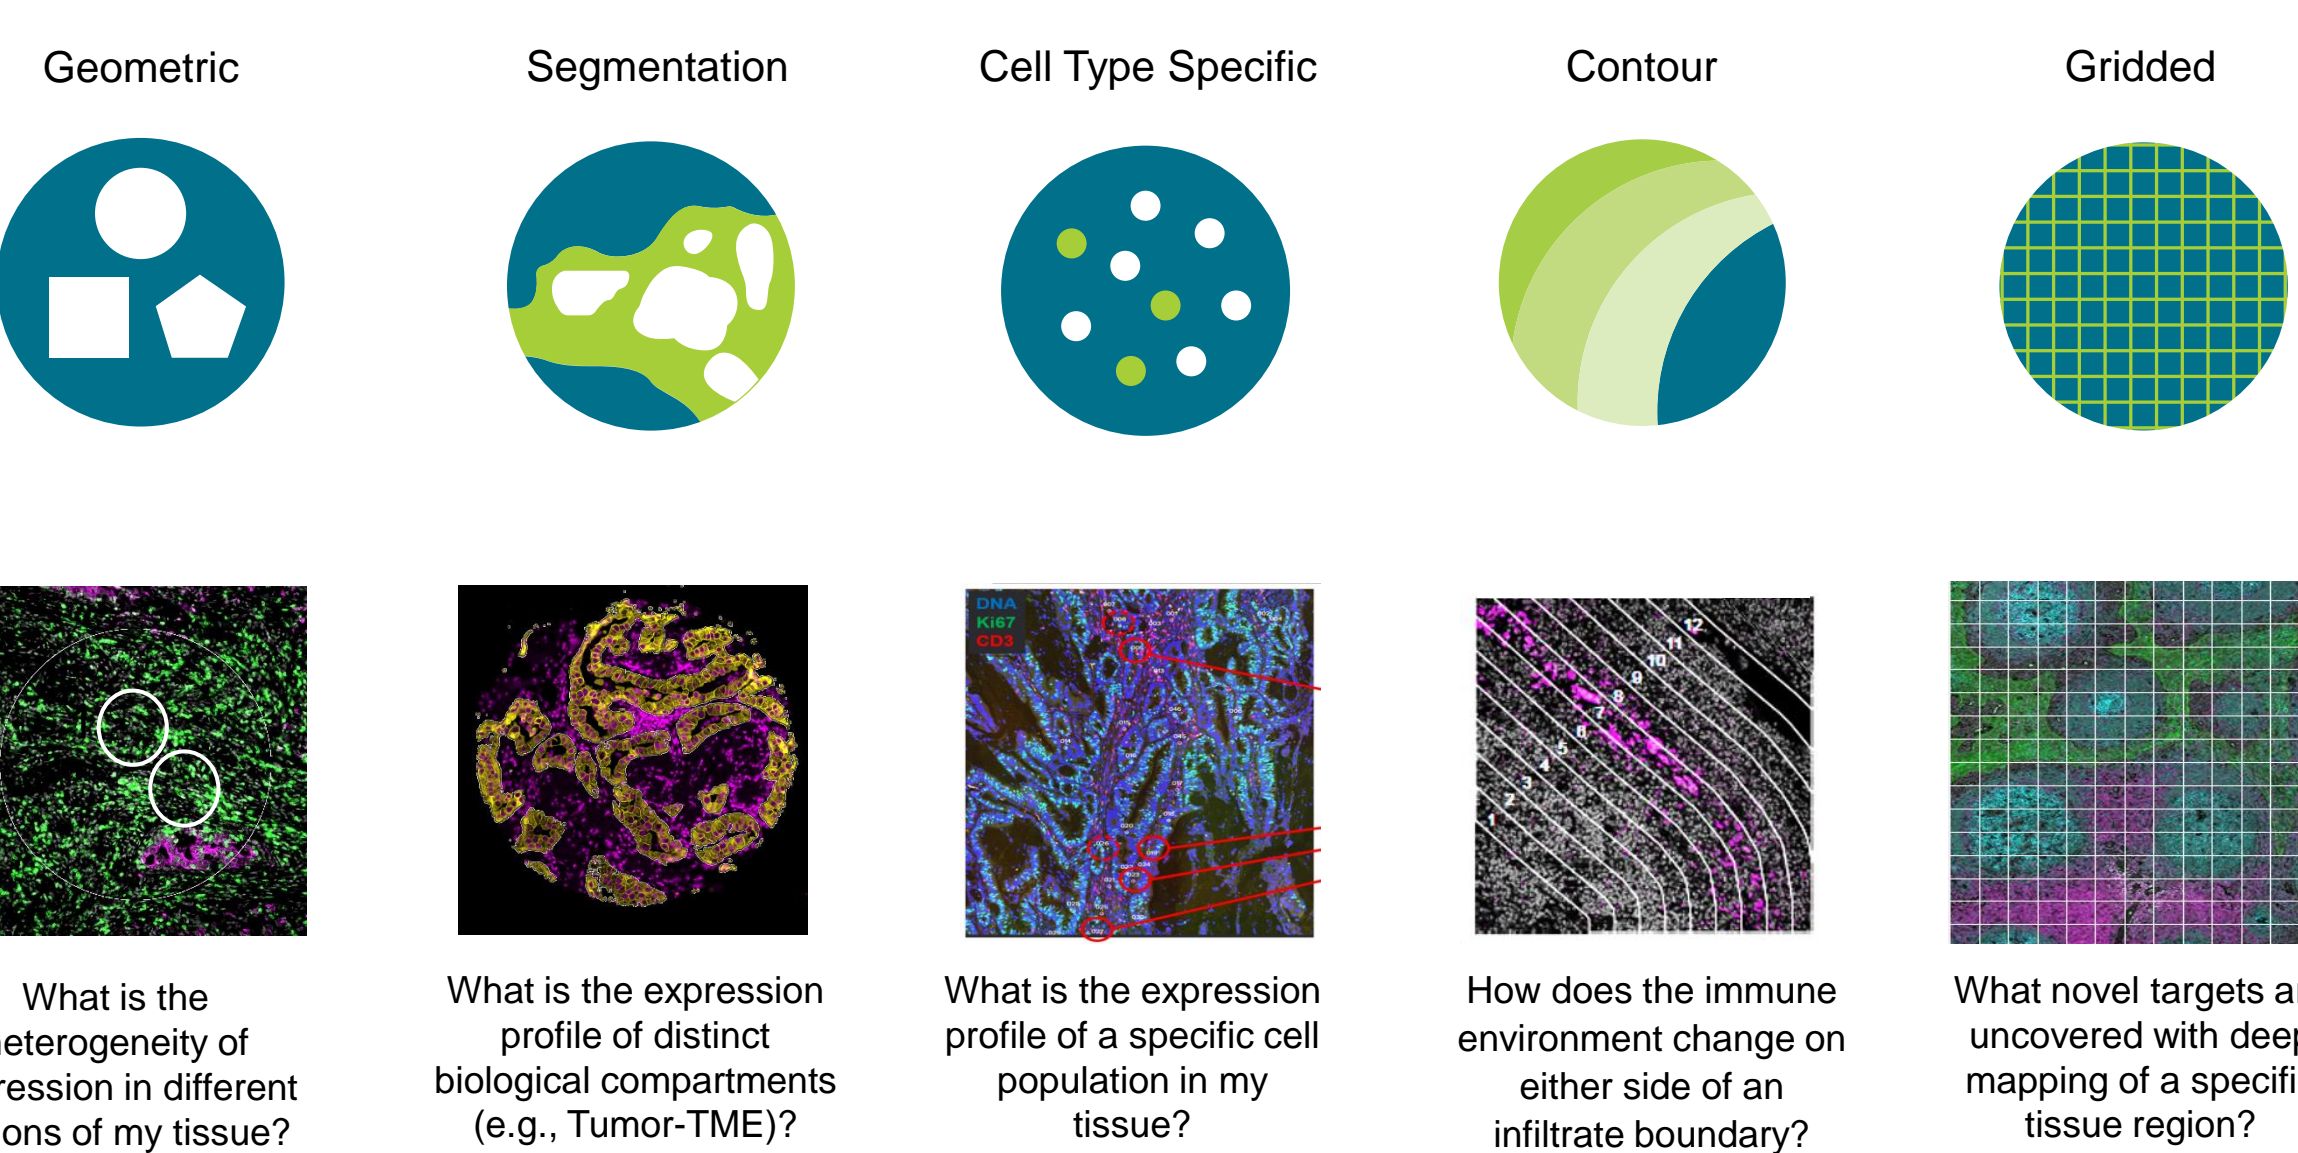 Geometric
Segmentation
Cell Type Specific
Contour
Gridded
DNA
Ki67
CD3
12
11
10
9
8
7
6
5
4
3
2
1
What is the
eterogeneity of
ression in different
ons of my tissue?
What is the expression
profile of distinct
biological compartments
(e.g., Tumor-TME)?
What is the expression
profile of a specific cell
population in my
tissue?
How does the immune
environment change on
either side of an
infiltrate boundary?
What novel targets a
uncovered with deep
mapping of a specifi
tissue region?